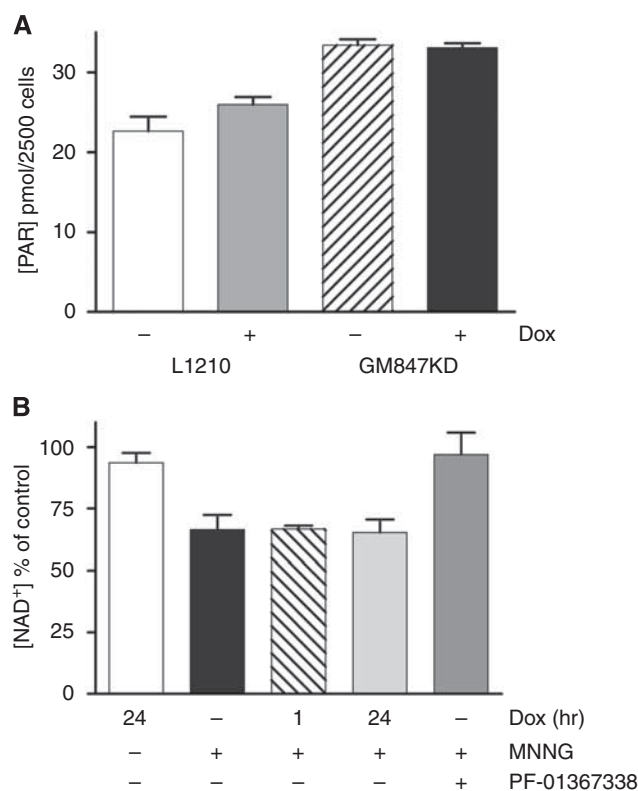 A
[PAR] pmol/2500 cells
30
20
10
0
– + – + Dox
L1210 GM847KD
B
[NAD⁺] % of control
100
75
50
25
0
24 – 1 24 – Dox (hr)
– + + + + MNNG
– – – – + PF-01367338